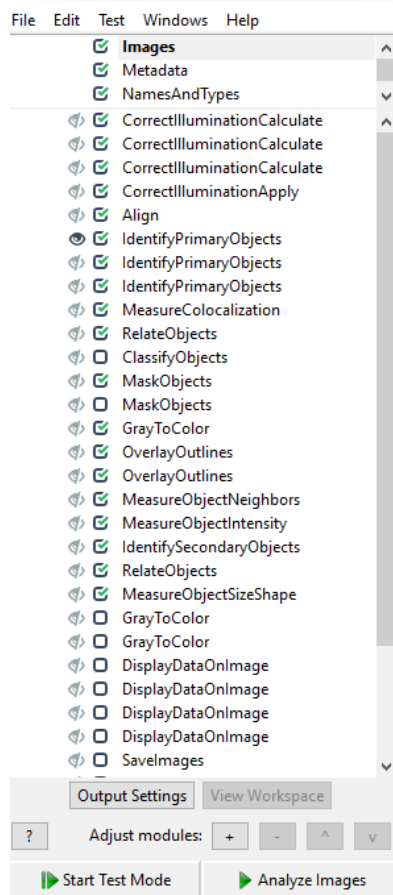 File Edit Test Windows Help
Images
Metadata
NamesAndTypes
CorrectIlluminationCalculate
CorrectIlluminationCalculate
CorrectIlluminationCalculate
CorrectIlluminationApply
Align
IdentifyPrimaryObjects
IdentifyPrimaryObjects
IdentifyPrimaryObjects
MeasureColocalization
RelateObjects
ClassifyObjects
MaskObjects
MaskObjects
GrayToColor
OverlayOutlines
OverlayOutlines
MeasureObjectNeighbors
MeasureObjectIntensity
IdentifySecondaryObjects
RelateObjects
MeasureObjectSizeShape
GrayToColor
GrayToColor
DisplayDataOnImage
DisplayDataOnImage
DisplayDataOnImage
DisplayDataOnImage
SaveImages
Output Settings View Workspace
? Adjust modules: + - ^ v
Start Test Mode Analyze Images